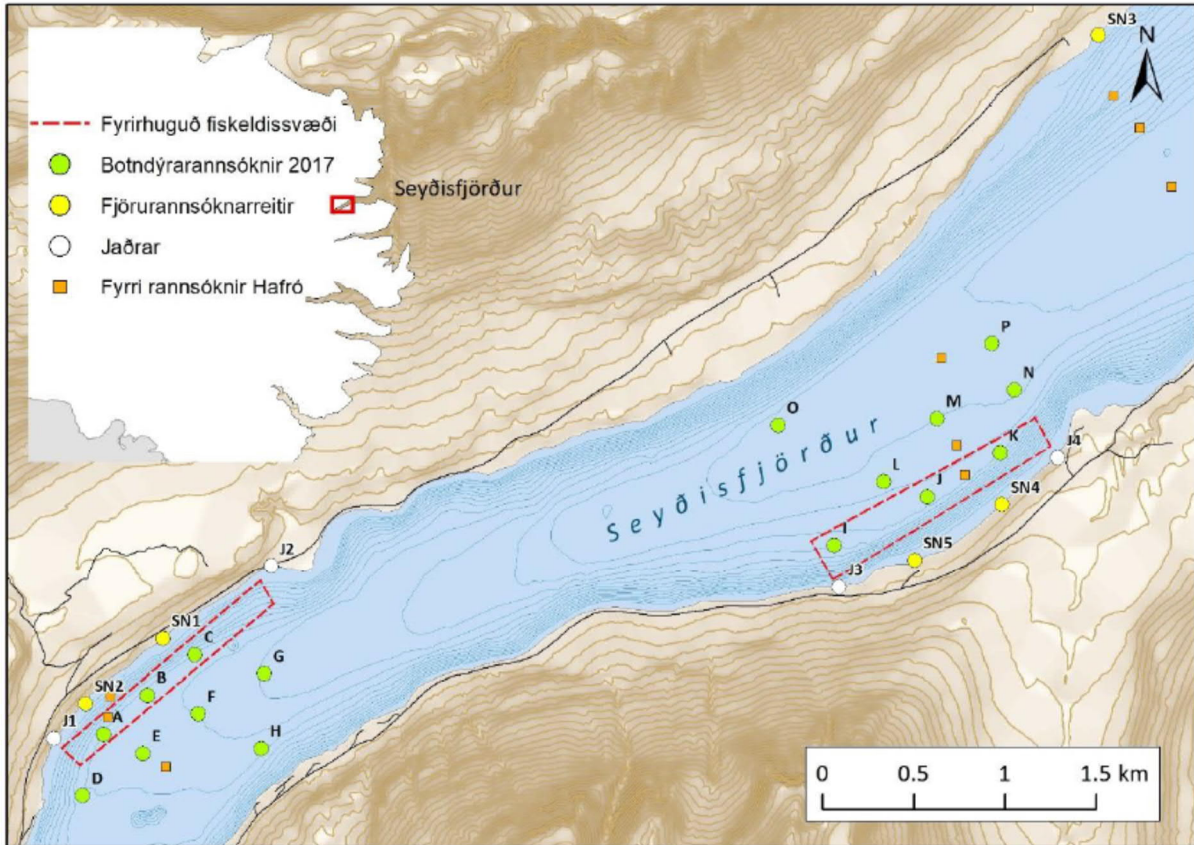 SN3
N
Fyrirhuguð fiskeldissvæði
Botndýrarannsóknir 2017
Fjörurannsóknarreitir
Jaðrar
Fyrri rannsóknir Hafró
Seyðisfjörður
P
N
O
M
K
J4
L
J
SN4
Seyðisfjörður
I
SN5
J3
J2
SN1
C
G
SN2
B
F
J1
A
E
H
D
0 0.5 1 1.5 km